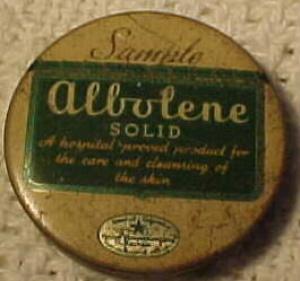 Sample
albolene
SOLID
A hospital-proved product for
the care and cleansing of
the skin